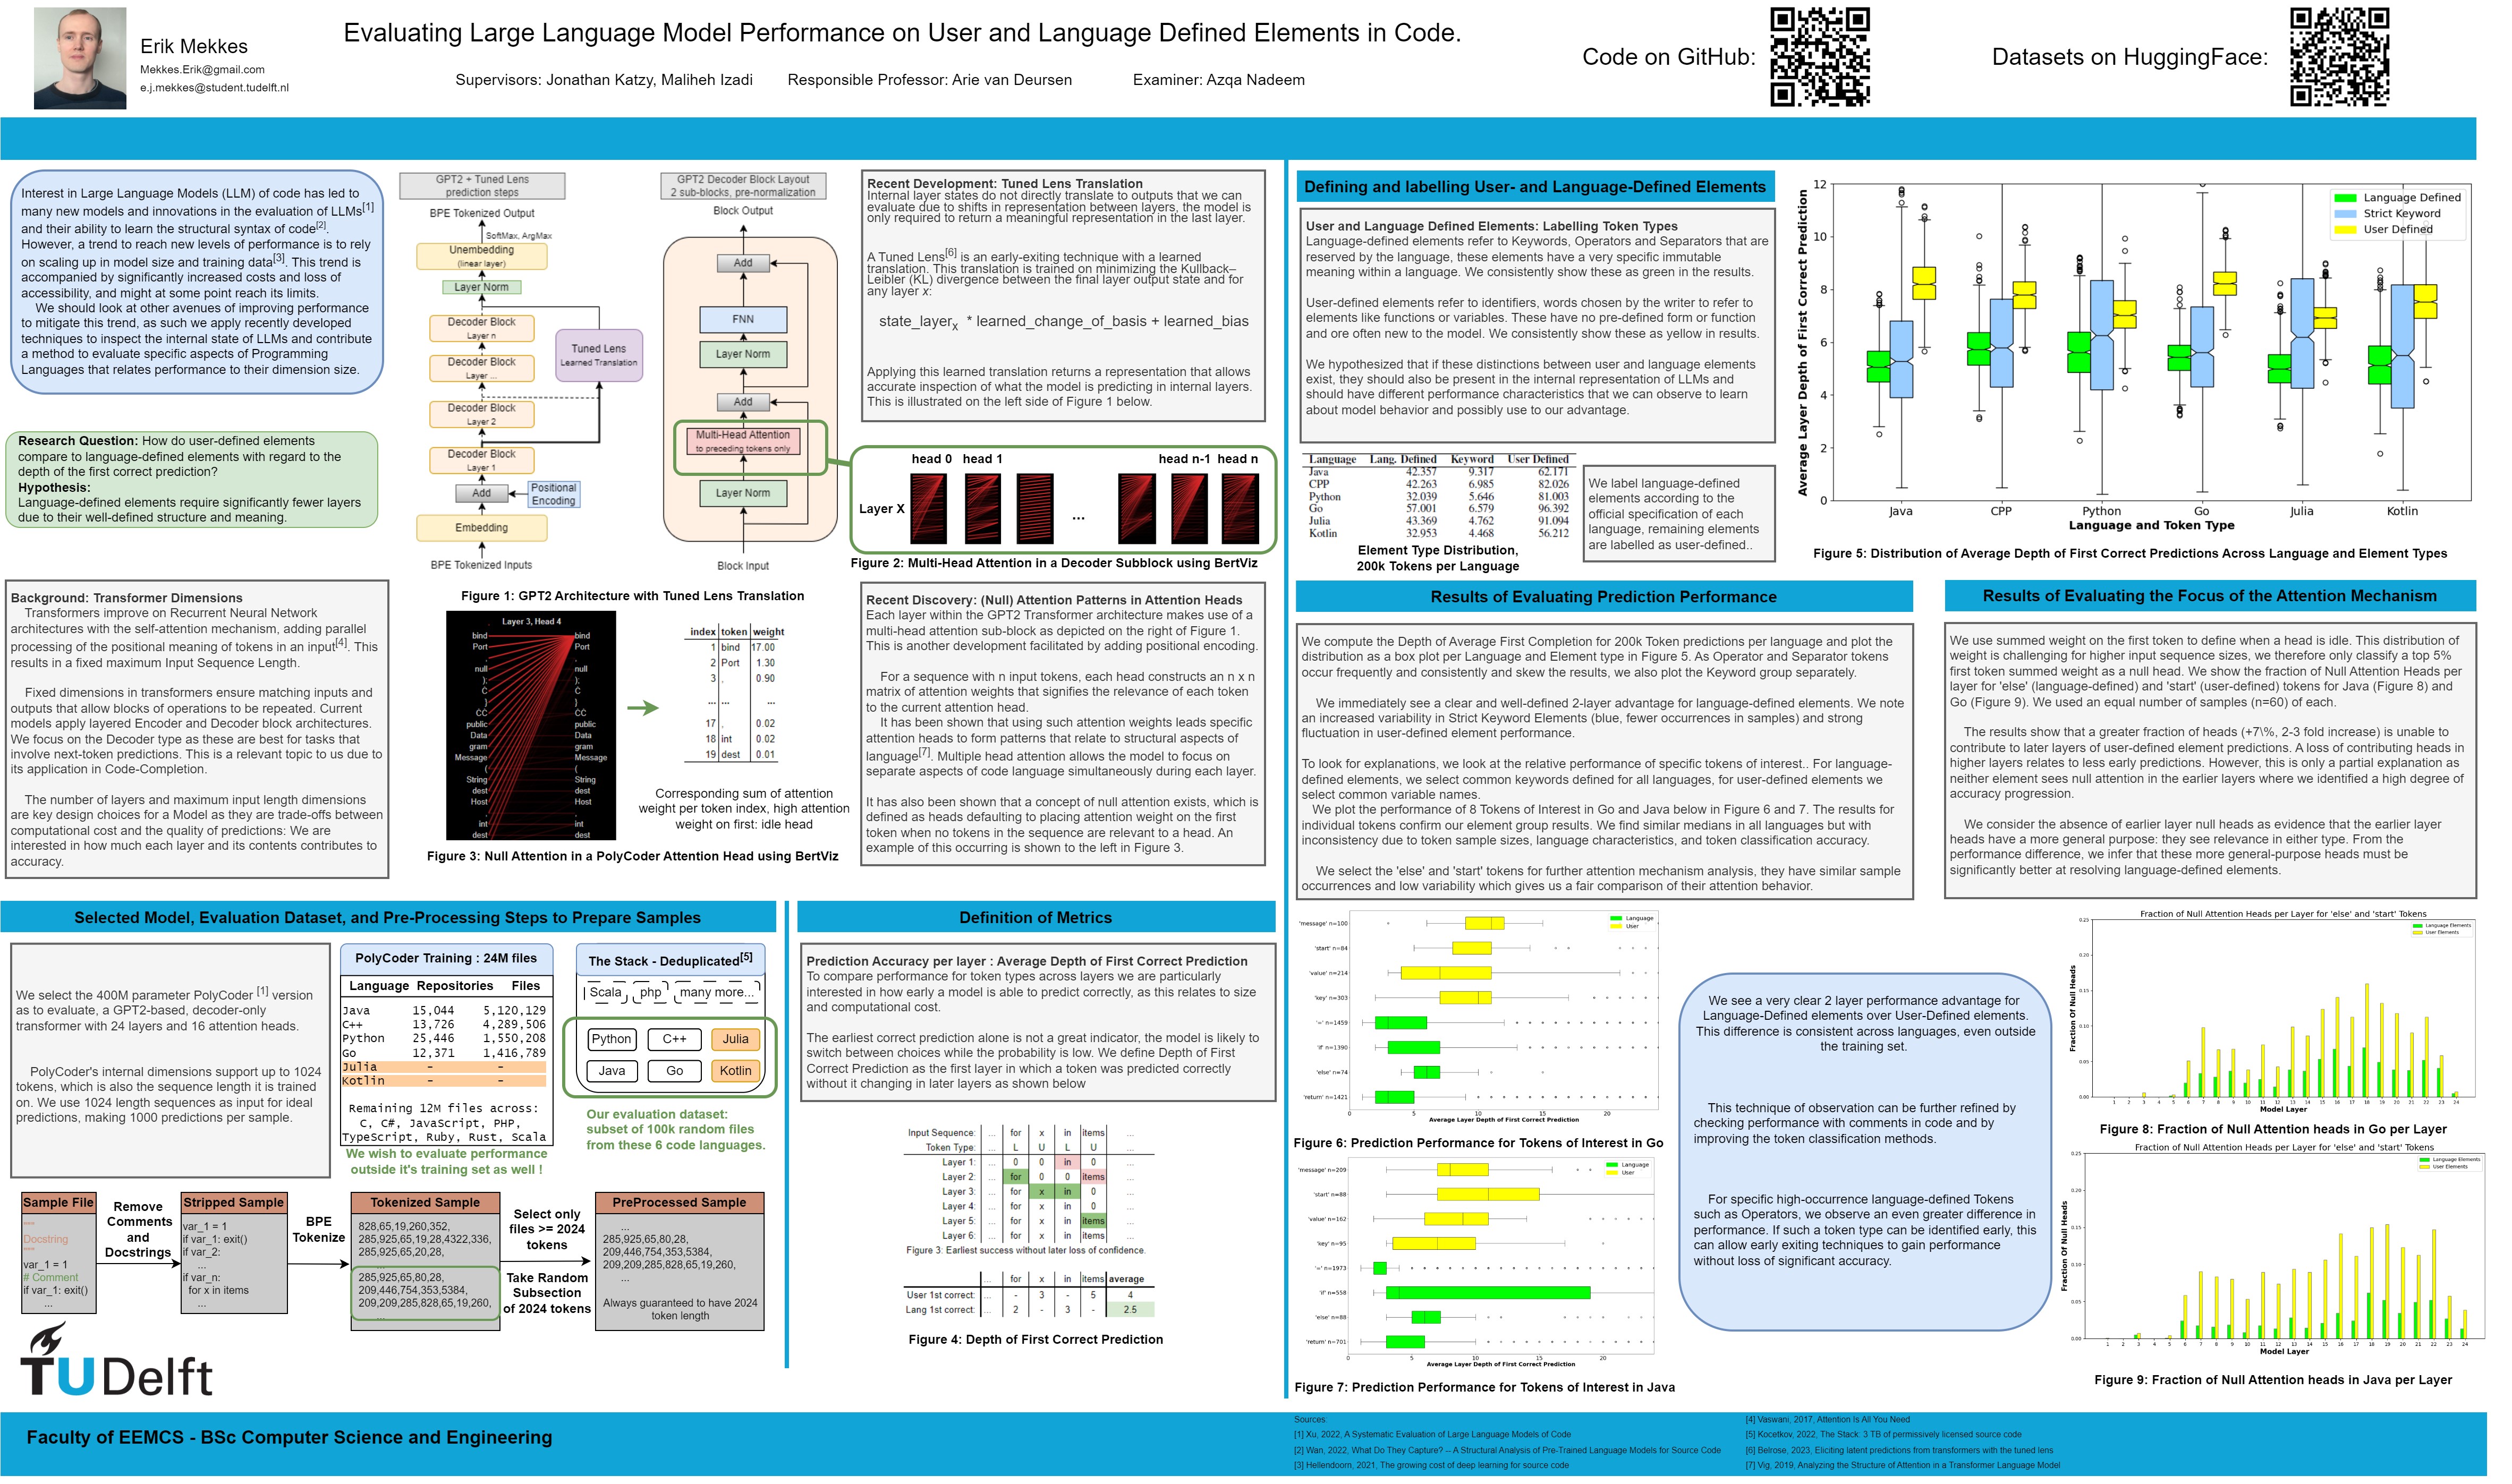 Erik Mekkes
Mekkes.Erik@gmail.com
e.j.mekkes@student.tudelft.nl
Evaluating Large Language Model Performance on User and Language Defined Elements in Code.
Supervisors: Jonathan Katzy, Maliheh Izadi
Responsible Professor: Arie van Deursen
Examiner: Azqa Nadeem
Code on GitHub:
Datasets on HuggingFace:
Interest in Large Language Models (LLM) of code has led to
many new models and innovations in the evaluation of LLMs[1]
and their ability to learn the structural syntax of code[2].
However, a trend to reach new levels of performance is to rely
on scaling up in model size and training data[3]. This trend is
accompanied by significantly increased costs and loss of
accessibility, and might at some point reach its limits.
We should look at other avenues of improving performance
to mitigate this trend, as such we apply recently developed
techniques to inspect the internal state of LLMs and contribute
a method to evaluate specific aspects of Programming
Languages that relates performance to their dimension size.
Research Question: How do user-defined elements
compare to language-defined elements with regard to the
depth of the first correct prediction?
Hypothesis:
Language-defined elements require significantly fewer layers
due to their well-defined structure and meaning.
GPT2 + Tuned Lens
prediction steps
BPE Tokenized Output
SoftMax, ArgMax
Unembedding
(linear layer)
Layer Norm
Decoder Block
Layer n
Decoder Block
Layer ...
Decoder Block
Layer 2
Decoder Block
Layer 1
Tuned Lens
Learned Translation
Add
Positional
Encoding
Embedding
BPE Tokenized Inputs
GPT2 Decoder Block Layout
2 sub-blocks, pre-normalization
Block Output
Add
FNN
Layer Norm
Add
Multi-Head Attention
to preceding tokens only
Layer Norm
Block Input
Figure 1: GPT2 Architecture with Tuned Lens Translation
Recent Development: Tuned Lens Translation
Internal layer states do not directly translate to outputs that we can
evaluate due to shifts in representation between layers, the model is
only required to return a meaningful representation in the last layer.
A Tuned Lens[6] is an early-exiting technique with a learned
translation. This translation is trained on minimizing the Kullback–
Leibler (KL) divergence between the final layer output state and for
any layer x:
state_layerx * learned_change_of_basis + learned_bias
Applying this learned translation returns a representation that allows
accurate inspection of what the model is predicting in internal layers.
This is illustrated on the left side of Figure 1 below.
head 0 head 1 head n-1 head n
Layer X
...
Figure 2: Multi-Head Attention in a Decoder Subblock using BertViz
Background: Transformer Dimensions
Transformers improve on Recurrent Neural Network
architectures with the self-attention mechanism, adding parallel
processing of the positional meaning of tokens in an input[4]. This
results in a fixed maximum Input Sequence Length.
Fixed dimensions in transformers ensure matching inputs and
outputs that allow blocks of operations to be repeated. Current
models apply layered Encoder and Decoder block architectures.
We focus on the Decoder type as these are best for tasks that
involve next-token predictions. This is a relevant topic to us due to
its application in Code-Completion.
The number of layers and maximum input length dimensions
are key design choices for a Model as they are trade-offs between
computational cost and the quality of predictions: We are
interested in how much each layer and its contents contributes to
accuracy.
Layer 3, Head 4
bind bind
Port Port
, ,
null null
); );
C C
} }
CC CC
public public
Data Data
gram gram
Message Message
( (
String String
dest dest
Host Host
, ,
int int
dest dest
index token weight
1 bind 17.00
2 Port 1.30
3 , 0.90
... ... ...
17 , 0.02
18 int 0.02
19 dest 0.01
Corresponding sum of attention
weight per token index, high attention
weight on first: idle head
Figure 3: Null Attention in a PolyCoder Attention Head using BertViz
Recent Discovery: (Null) Attention Patterns in Attention Heads
Each layer within the GPT2 Transformer architecture makes use of a
multi-head attention sub-block as depicted on the right of Figure 1.
This is another development facilitated by adding positional encoding.
For a sequence with n input tokens, each head constructs an n x n
matrix of attention weights that signifies the relevance of each token
to the current attention head.
It has been shown that using such attention weights leads specific
attention heads to form patterns that relate to structural aspects of
language[7]. Multiple head attention allows the model to focus on
separate aspects of code language simultaneously during each layer.
It has also been shown that a concept of null attention exists, which is
defined as heads defaulting to placing attention weight on the first
token when no tokens in the sequence are relevant to a head. An
example of this occurring is shown to the left in Figure 3.
Selected Model, Evaluation Dataset, and Pre-Processing Steps to Prepare Samples
We select the 400M parameter PolyCoder [1] version
as to evaluate, a GPT2-based, decoder-only
transformer with 24 layers and 16 attention heads.
PolyCoder's internal dimensions support up to 1024
tokens, which is also the sequence length it is trained
on. We use 1024 length sequences as input for ideal
predictions, making 1000 predictions per sample.
PolyCoder Training : 24M files
Language Repositories Files
Java 15,044 5,120,129
C++ 13,726 4,289,506
Python 25,446 1,550,208
Go 12,371 1,416,789
Julia - -
Kotlin - -
Remaining 12M files across:
C, C#, JavaScript, PHP,
TypeScript, Ruby, Rust, Scala
We wish to evaluate performance
outside it's training set as well !
The Stack - Deduplicated[5]
Scala php many more...
Python C++ Julia
Java Go Kotlin
Our evaluation dataset:
subset of 100k random files
from these 6 code languages.
Sample File
"""
Docstring
"""
var_1 = 1
# Comment
if var_1: exit()
...
Remove
Comments
and
Docstrings
Stripped Sample
var_1 = 1
if var_1: exit()
if var_2:
...
if var_n:
for x in items
...
BPE
Tokenize
Tokenized Sample
828,65,19,260,352,
285,925,65,19,28,4322,336,
285,925,65,20,28,
...
285,925,65,80,28,
209,446,754,353,5384,
209,209,285,828,65,19,260,
...
Select only
files >= 2024
tokens
Take Random
Subsection
of 2024 tokens
PreProcessed Sample
...
285,925,65,80,28,
209,446,754,353,5384,
209,209,285,828,65,19,260,
...
Always guaranteed to have 2024
token length
TU Delft
Definition of Metrics
Prediction Accuracy per layer : Average Depth of First Correct Prediction
To compare performance for token types across layers we are particularly
interested in how early a model is able to predict correctly, as this relates to size
and computational cost.
The earliest correct prediction alone is not a great indicator, the model is likely to
switch between choices while the probability is low. We define Depth of First
Correct Prediction as the first layer in which a token was predicted correctly
without it changing in later layers as shown below
Input Sequence: ... for x in items ...
Token Type: ... L U L U ...
Layer 1: ... 0 0 in 0 ...
Layer 2: ... for 0 0 items ...
Layer 3: ... for x in 0 ...
Layer 4: ... for x in 0 ...
Layer 5: ... for x in items ...
Layer 6: ... for x in items ...
Figure 3: Earliest success without later loss of confidence.
... for x in items average
User 1st correct: ... - 3 - 5 4
Lang 1st correct: ... 2 - 3 - 2.5
Figure 4: Depth of First Correct Prediction
Defining and labelling User- and Language-Defined Elements
User and Language Defined Elements: Labelling Token Types
Language-defined elements refer to Keywords, Operators and Separators that are
reserved by the language, these elements have a very specific immutable
meaning within a language. We consistently show these as green in the results.
User-defined elements refer to identifiers, words chosen by the writer to refer to
elements like functions or variables. These have no pre-defined form or function
and ore often new to the model. We consistently show these as yellow in results.
We hypothesized that if these distinctions between user and language elements
exist, they should also be present in the internal representation of LLMs and
should have different performance characteristics that we can observe to learn
about model behavior and possibly use to our advantage.
Language Lang. Defined Keyword User Defined
Java 42.357 9.317 62.171
CPP 42.263 6.985 82.026
Python 32.039 5.646 81.003
Go 57.001 6.579 96.392
Julia 43.369 4.762 91.094
Kotlin 32.953 4.468 56.212
Element Type Distribution,
200k Tokens per Language
We label language-defined
elements according to the
official specification of each
language, remaining elements
are labelled as user-defined..
Average Layer Depth of First Correct Prediction
12
10
8
6
4
2
0
Language Defined
Strict Keyword
User Defined
Java CPP Python Go Julia Kotlin
Language and Token Type
Figure 5: Distribution of Average Depth of First Correct Predictions Across Language and Element Types
Results of Evaluating Prediction Performance
We compute the Depth of Average First Completion for 200k Token predictions per language and plot the
distribution as a box plot per Language and Element type in Figure 5. As Operator and Separator tokens
occur frequently and consistently and skew the results, we also plot the Keyword group separately.
We immediately see a clear and well-defined 2-layer advantage for language-defined elements. We note
an increased variability in Strict Keyword Elements (blue, fewer occurrences in samples) and strong
fluctuation in user-defined element performance.
To look for explanations, we look at the relative performance of specific tokens of interest.. For language-
defined elements, we select common keywords defined for all languages, for user-defined elements we
select common variable names.
We plot the performance of 8 Tokens of Interest in Go and Java below in Figure 6 and 7. The results for
individual tokens confirm our element group results. We find similar medians in all languages but with
inconsistency due to token sample sizes, language characteristics, and token classification accuracy.
We select the 'else' and 'start' tokens for further attention mechanism analysis, they have similar sample
occurrences and low variability which gives us a fair comparison of their attention behavior.
Results of Evaluating the Focus of the Attention Mechanism
We use summed weight on the first token to define when a head is idle. This distribution of
weight is challenging for higher input sequence sizes, we therefore only classify a top 5%
first token summed weight as a null head. We show the fraction of Null Attention Heads per
layer for 'else' (language-defined) and 'start' (user-defined) tokens for Java (Figure 8) and
Go (Figure 9). We used an equal number of samples (n=60) of each.
The results show that a greater fraction of heads (+7\%, 2-3 fold increase) is unable to
contribute to later layers of user-defined element predictions. A loss of contributing heads in
higher layers relates to less early predictions. However, this is only a partial explanation as
neither element sees null attention in the earlier layers where we identified a high degree of
accuracy progression.
We consider the absence of earlier layer null heads as evidence that the earlier layer
heads have a more general purpose: they see relevance in either type. From the
performance difference, we infer that these more general-purpose heads must be
significantly better at resolving language-defined elements.
'message' n=100
'start' n=84
'value' n=214
'key' n=303
'=' n=1459
'if' n=1390
'else' n=74
'return' n=1421
Language
User
0 5 10 15 20
Average Layer Depth of First Correct Prediction
Figure 6: Prediction Performance for Tokens of Interest in Go
'message' n=209
'start' n=88
'value' n=162
'key' n=95
'=' n=1973
'if' n=558
'else' n=88
'return' n=701
Language
User
0 5 10 15 20
Average Layer Depth of First Correct Prediction
Figure 7: Prediction Performance for Tokens of Interest in Java
We see a very clear 2 layer performance advantage for
Language-Defined elements over User-Defined elements.
This difference is consistent across languages, even outside
the training set.
This technique of observation can be further refined by
checking performance with comments in code and by
improving the token classification methods.
For specific high-occurrence language-defined Tokens
such as Operators, we observe an even greater difference in
performance. If such a token type can be identified early, this
can allow early exiting techniques to gain performance
without loss of significant accuracy.
Fraction of Null Attention Heads per Layer for 'else' and 'start' Tokens
Fraction Of Null Heads
0.25
0.20
0.15
0.10
0.05
0.00
Language Elements
User Elements
1 2 3 4 5 6 7 8 9 10 11 12 13 14 15 16 17 18 19 20 21 22 23 24
Model Layer
Figure 8: Fraction of Null Attention heads in Go per Layer
Fraction of Null Attention Heads per Layer for 'else' and 'start' Tokens
Fraction Of Null Heads
0.25
0.20
0.15
0.10
0.05
0.00
Language Elements
User Elements
1 2 3 4 5 6 7 8 9 10 11 12 13 14 15 16 17 18 19 20 21 22 23 24
Model Layer
Figure 9: Fraction of Null Attention heads in Java per Layer
Faculty of EEMCS - BSc Computer Science and Engineering
Sources:
[1] Xu, 2022, A Systematic Evaluation of Large Language Models of Code
[2] Wan, 2022, What Do They Capture? -- A Structural Analysis of Pre-Trained Language Models for Source Code
[3] Hellendoorn, 2021, The growing cost of deep learning for source code
[4] Vaswani, 2017, Attention Is All You Need
[5] Kocetkov, 2022, The Stack: 3 TB of permissively licensed source code
[6] Belrose, 2023, Eliciting latent predictions from transformers with the tuned lens
[7] Vig, 2019, Analyzing the Structure of Attention in a Transformer Language Model